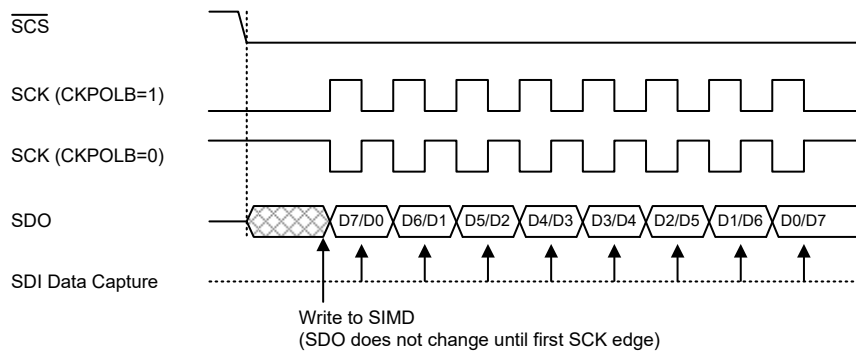 SCS
SCK (CKPOLB=1)
SCK (CKPOLB=0)
SDO
D7/D0 D6/D1 D5/D2 D4/D3 D3/D4 D2/D5 D1/D6 D0/D7
SDI Data Capture
Write to SIMD
(SDO does not change until first SCK edge)